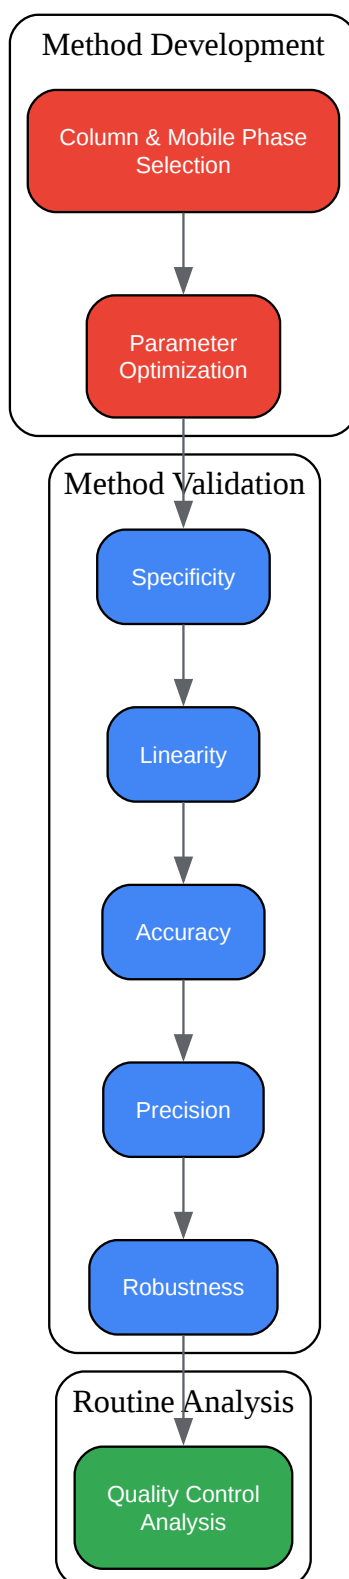 Method Development
Column & Mobile Phase
Selection
Parameter
Optimization
Method Validation
Specificity
Linearity
Accuracy
Precision
Robustness
Routine Analysis
Quality Control
Analysis